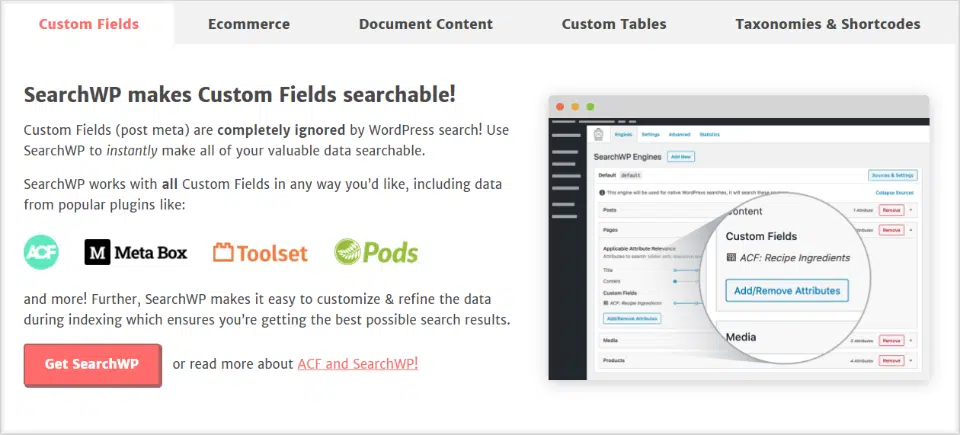 Custom Fields
Ecommerce
Document Content
Custom Tables
Taxonomies & Shortcodes
SearchWP makes Custom Fields searchable!
Custom Fields (post meta) are completely ignored by WordPress search! Use
SearchWP to instantly make all of your valuable data searchable.
SearchWP works with all Custom Fields in any way you'd like, including data
from popular plugins like:
ACF
M Meta Box
Toolset
Pods
and more! Further, SearchWP makes it easy to customize & refine the data
during indexing which ensures you're getting the best possible search results.
Get SearchWP
or read more about ACF and SearchWP!
Engines Settings Advanced Statistics
SearchWP Engines Add New
Default default
Sources & Settings
This engine will be used for native WordPress searches, it will search these
Collapse Sources
Posts
1 Attribute Remove
Pages
Remove
Applicable Attribute Relevance
Attributes to search
Title
Content
Custom Fields
ACF: Recipe Ingredients
Add/Remove Attributes
Media
Remove
Products
4 Attributes Remove
Content
Custom Fields
ACF: Recipe Ingredients
Add/Remove Attributes
Media